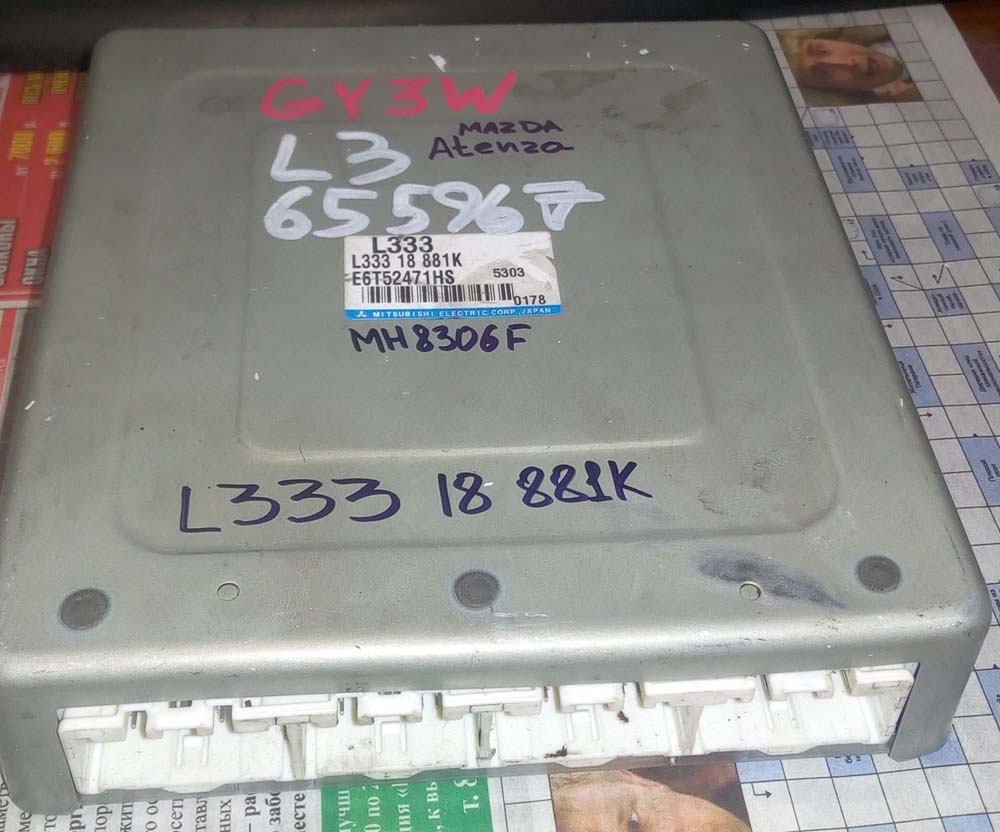 GY3W
MAZDA
L3 Atenza
655967
L333
L333 18 881K
E6T52471HS 5303
0178
MITSUBISHI ELECTRIC CORP., JAPAN
MH8306F
L333 18 881K